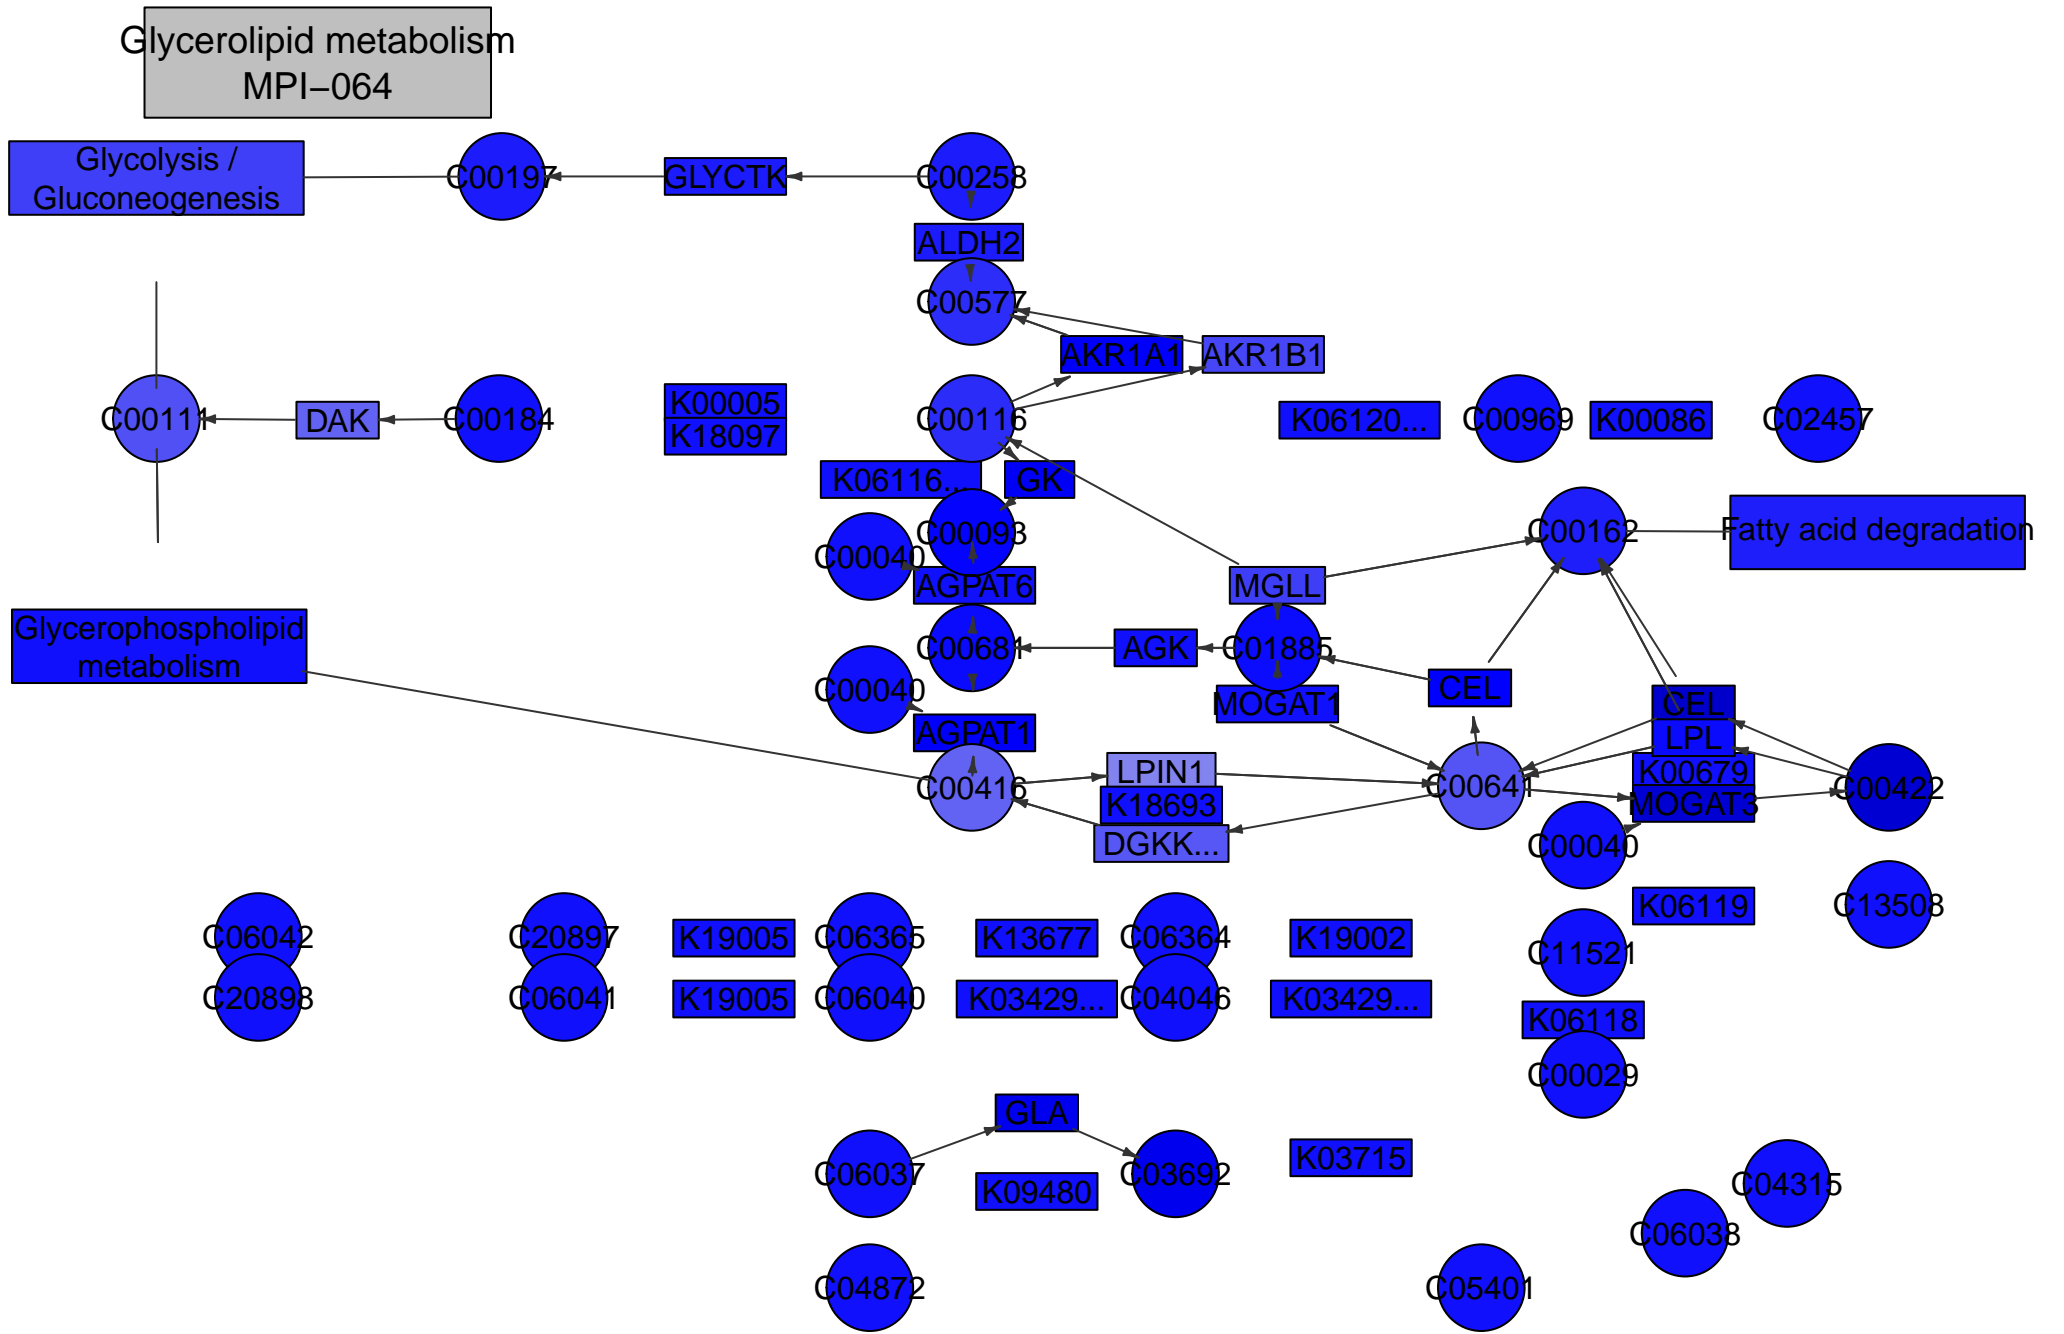 Glycerolipid metabolism
MPI−064
Glycolysis /
Gluconeogenesis
C00197
GLYCTK
C00258
ALDH2
C00577
AKR1A1
AKR1B1
C00111
DAK
C00184
K00005
K18097
C00116
K06120...
C00969
K00086
C02457
K06116...
GK
C00093
C00040
AGPAT6
MGLL
C00162
Fatty acid degradation
Glycerophospholipid
metabolism
C00681
AGK
C01885
CEL
C00040
MOGAT1
AGPAT1
CEL
LPL
K00679
MOGAT3
C00416
LPIN1
K18693
DGKK...
C00641
C00422
C00040
K06119
C13508
C06042
C20897
K19005
C06365
K13677
C06364
K19002
C11521
C20898
C06041
K19005
C06040
K03429...
C04046
K03429...
K06118
C00029
GLA
C06037
K09480
C03692
K03715
C04315
C06038
C04872
C05401